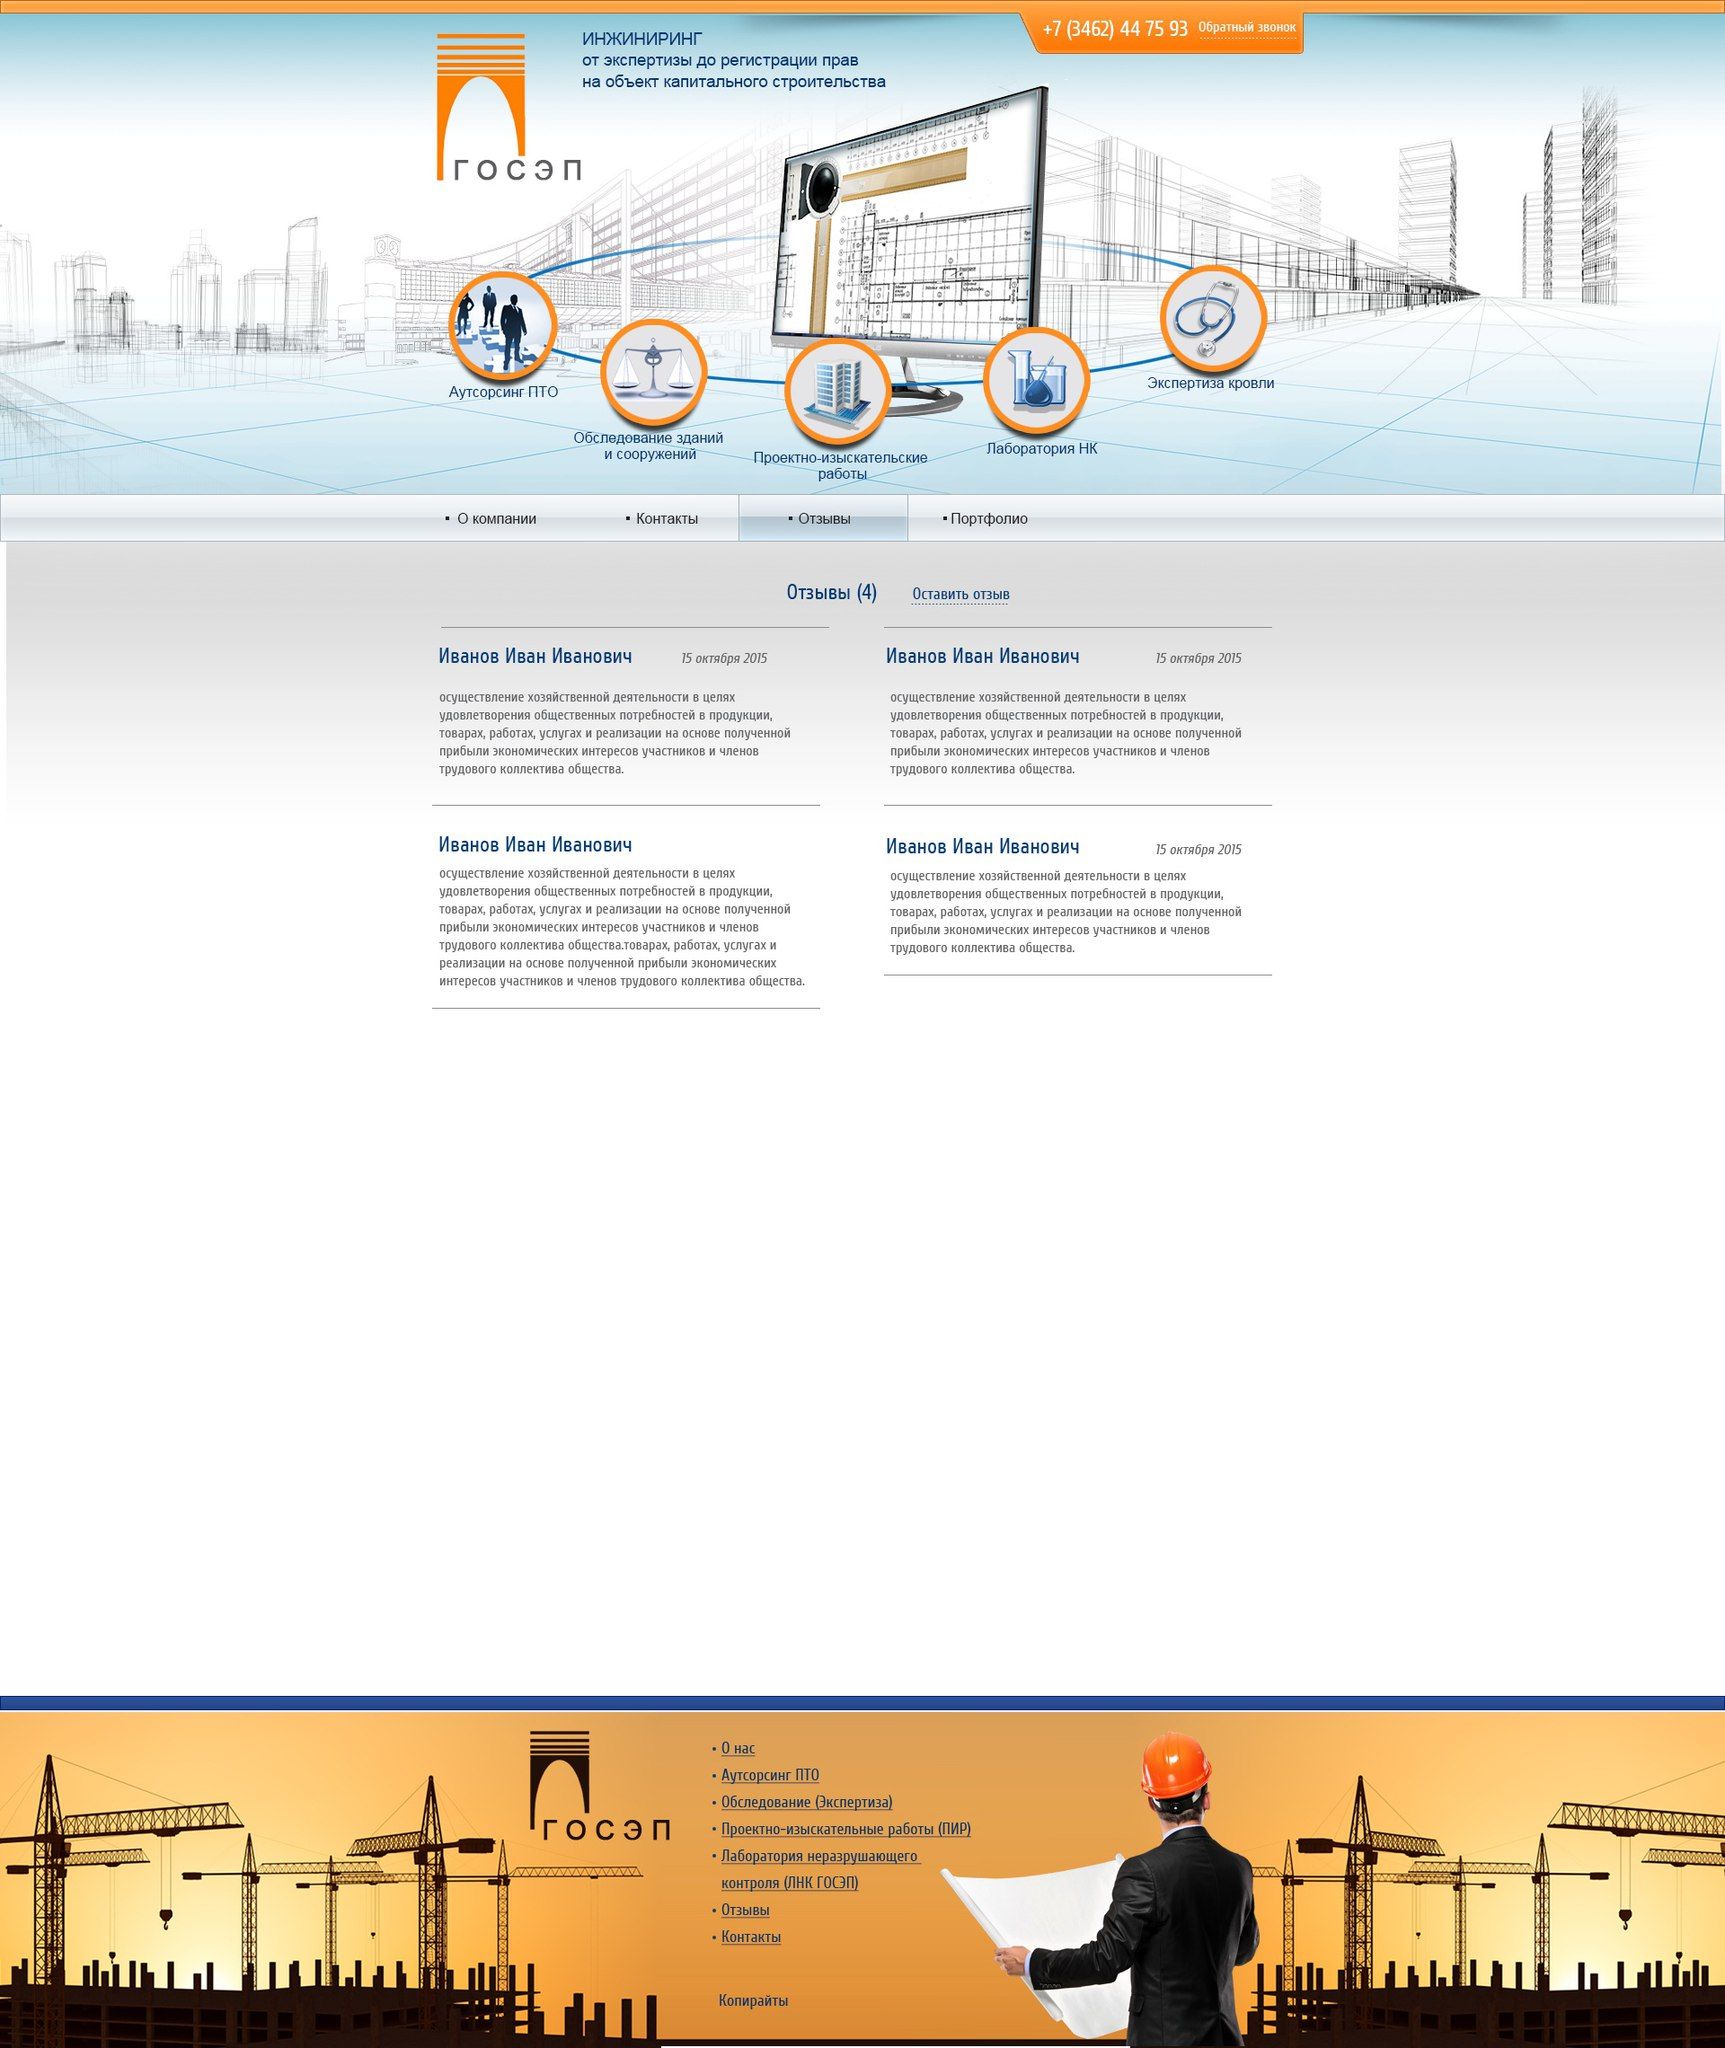 +7 (3462) 44 75 93 Обратный звонок
ИНЖИНИРИНГ
от экспертизы до регистрации прав
на объект капитального строительства
ГОСЭП
Аутсорсинг ПТО
Обследование зданий
и сооружений
Проектно-изыскательские
работы
Лаборатория НК
Экспертиза кровли
О компании
Контакты
Отзывы
Портфолио
Отзывы (4)
Оставить отзыв
Иванов Иван Иванович 15 октября 2015
осуществление хозяйственной деятельности в целях
удовлетворения общественных потребностей в продукции,
товарах, работах, услугах и реализации на основе полученной
прибыли экономических интересов участников и членов
трудового коллектива общества.
Иванов Иван Иванович 15 октября 2015
осуществление хозяйственной деятельности в целях
удовлетворения общественных потребностей в продукции,
товарах, работах, услугах и реализации на основе полученной
прибыли экономических интересов участников и членов
трудового коллектива общества.
Иванов Иван Иванович
осуществление хозяйственной деятельности в целях
удовлетворения общественных потребностей в продукции,
товарах, работах, услугах и реализации на основе полученной
прибыли экономических интересов участников и членов
трудового коллектива общества.товарах, работах, услугах и
реализации на основе полученной прибыли экономических
интересов участников и членов трудового коллектива общества.
Иванов Иван Иванович 15 октября 2015
осуществление хозяйственной деятельности в целях
удовлетворения общественных потребностей в продукции,
товарах, работах, услугах и реализации на основе полученной
прибыли экономических интересов участников и членов
трудового коллектива общества.
ГОСЭП
• О нас
• Аутсорсинг ПТО
• Обследование (Экспертиза)
• Проектно-изыскательные работы (ПИР)
• Лаборатория неразрушающего
контроля (ЛНК ГОСЭП)
• Отзывы
• Контакты
Копирайты